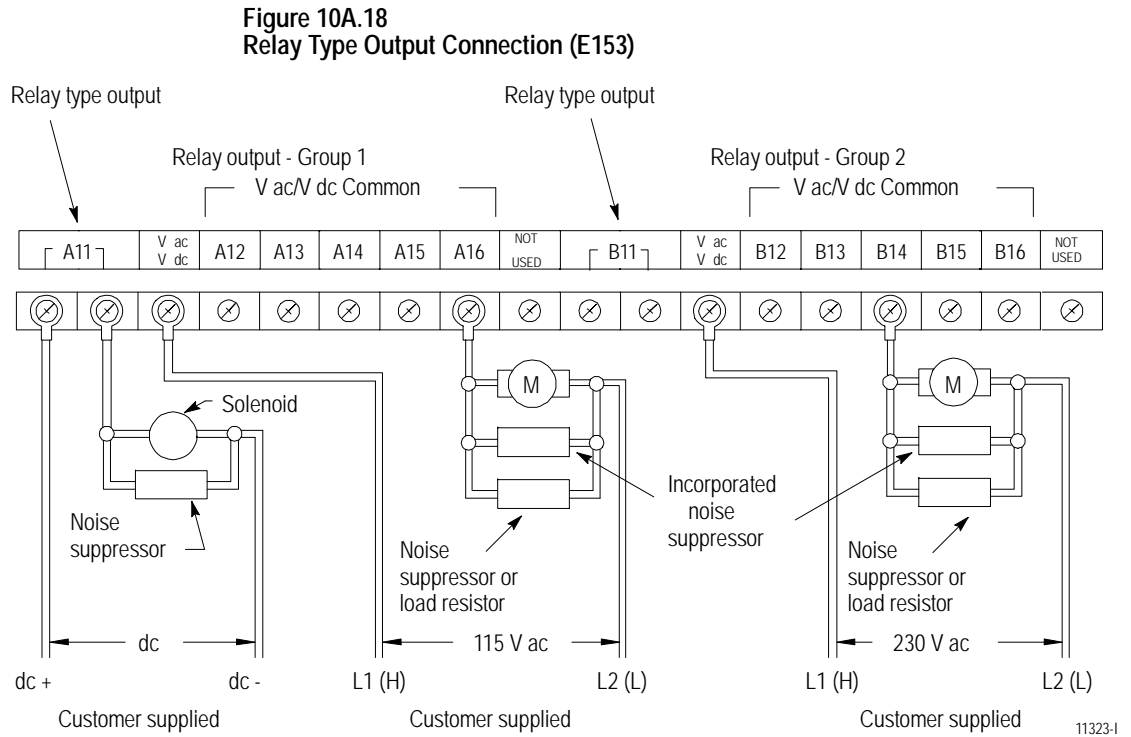 Figure 10A.18
Relay Type Output Connection (E153)
Relay type output
Relay type output
Relay output - Group 1
V ac/V dc Common
Relay output - Group 2
V ac/V dc Common
A11
V ac
V dc
A12
A13
A14
A15
A16
NOT
USED
B11
V ac
V dc
B12
B13
B14
B15
B16
NOT
USED
M
M
Solenoid
Noise
suppressor
Incorporated
noise
suppressor
Noise
suppressor or
load resistor
Noise
suppressor or
load resistor
dc
115 V ac
230 V ac
dc +
dc -
L1 (H)
L2 (L)
L1 (H)
L2 (L)
Customer supplied
Customer supplied
Customer supplied
11323-I